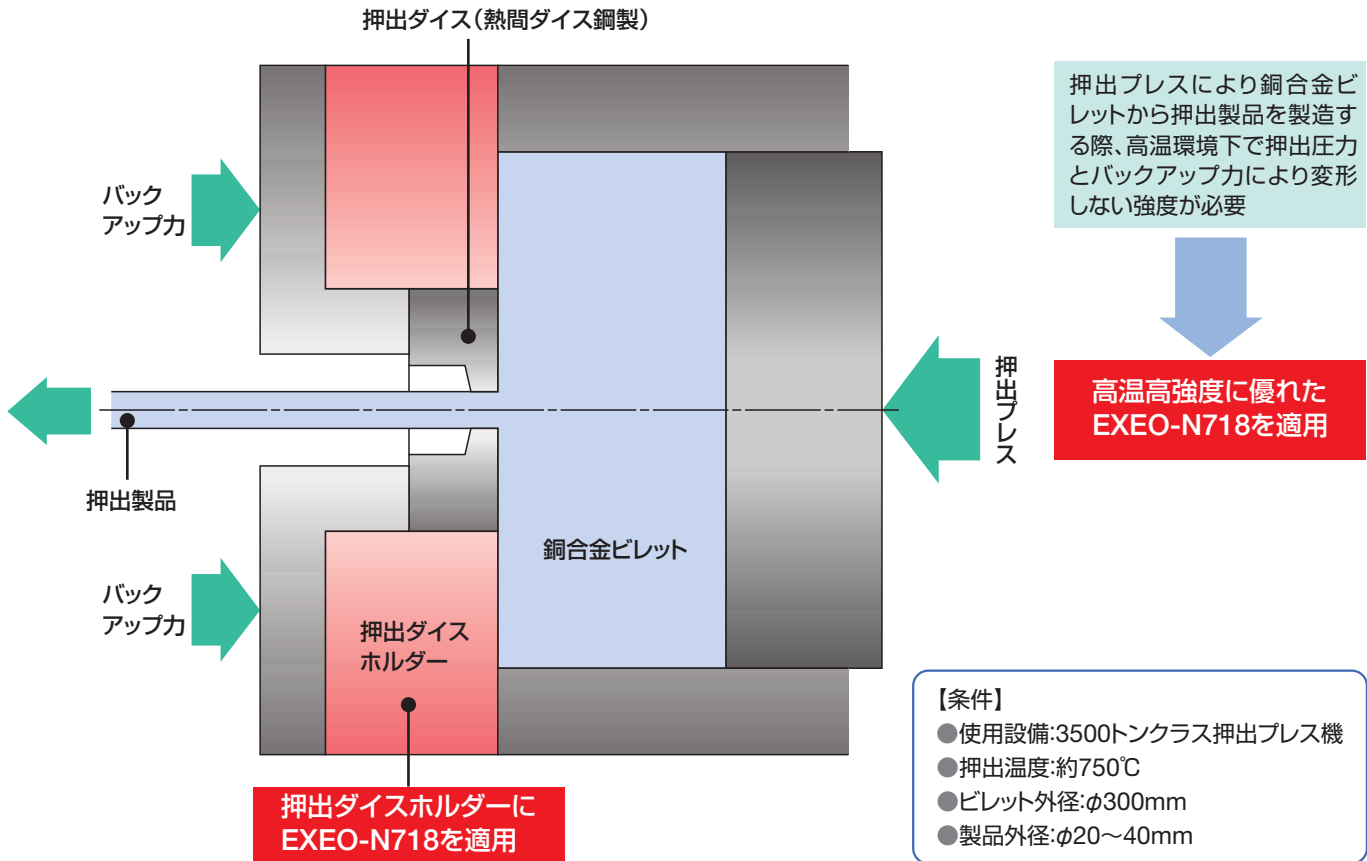 押出ダイス（熱間ダイス鋼製）
バック
アップ力
押出製品
バック
アップ力
押出ダイス
ホルダー
銅合金ビレット
押出プレス
押出ダイスホルダーに
EXEO-N718を適用
押出プレスにより銅合金ビ
レットから押出製品を製造す
る際、高温環境下で押出圧力
とバックアップ力により変形
しない強度が必要
高温高強度に優れた
EXEO-N718を適用
【条件】
●使用設備:3500トンクラス押出プレス機
●押出温度:約750℃
●ビレット外径:φ300mm
●製品外径:φ20～40mm